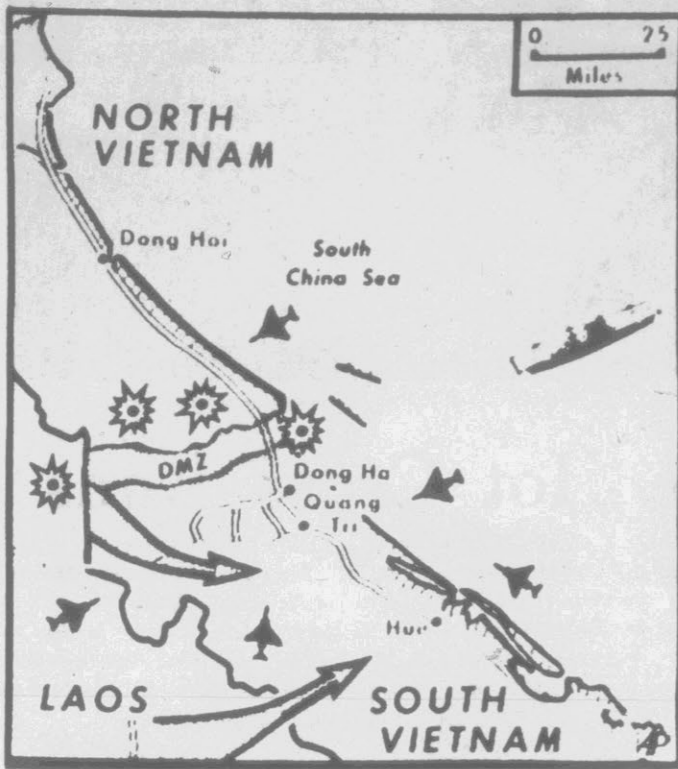 0 25
Miles
NORTH
VIETNAM
Dong Hoi
South
China Sea
DMZ
Dong Ha
Quang
Tri
Hue
LAOS
SOUTH
VIETNAM
AP